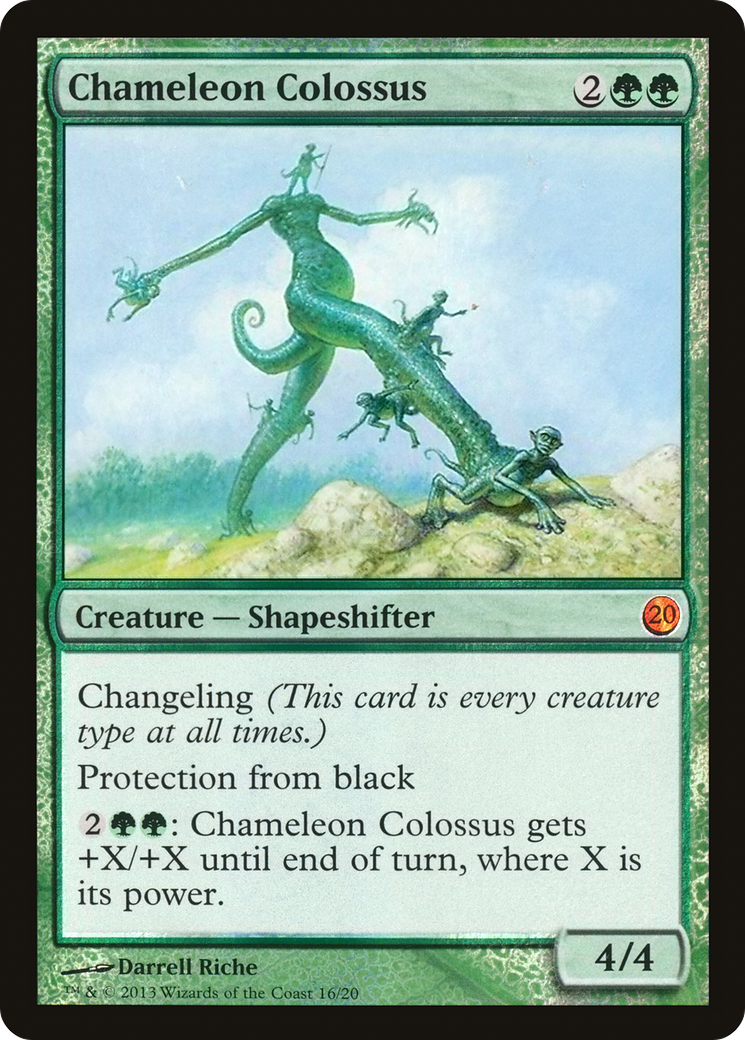 Chameleon Colossus 2
Creature — Shapeshifter 20
Changeling (This card is every creature
type at all times.)
Protection from black
2: Chameleon Colossus gets
+X/+X until end of turn, where X is
its power.
4/4
Darrell Riche
™ & © 2013 Wizards of the Coast 16/20